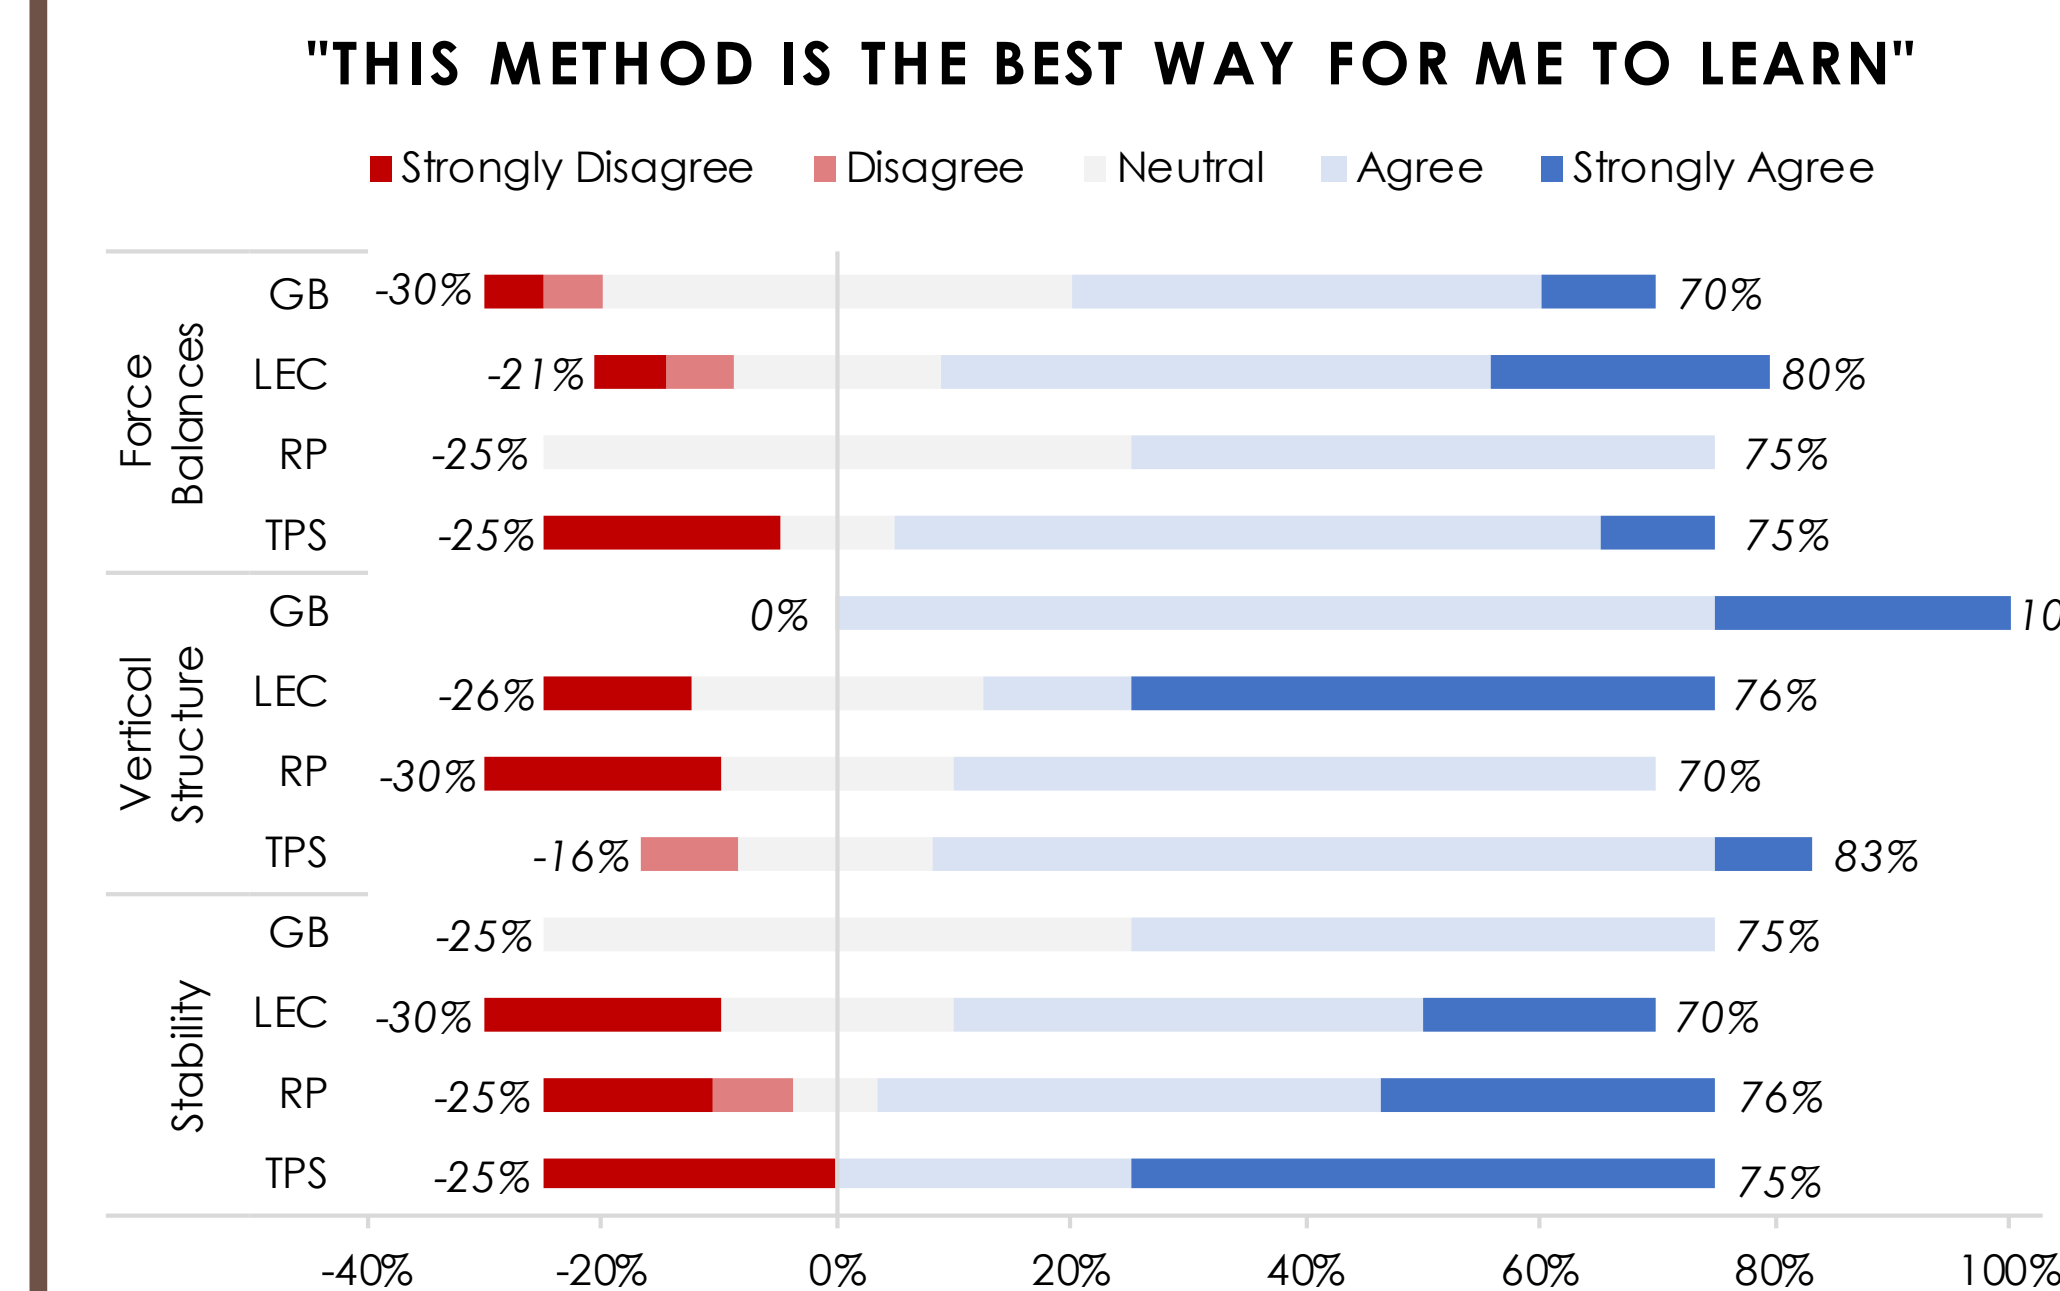 "THIS METHOD IS THE BEST WAY FOR ME TO LEARN"
Strongly Disagree Disagree Neutral Agree Strongly Agree
Force
Balances
GB -30% 70%
LEC -21% 80%
RP -25% 75%
TPS -25% 75%
Vertical
Structure
GB 0% 10
LEC -26% 76%
RP -30% 70%
TPS -16% 83%
Stability
GB -25% 75%
LEC -30% 70%
RP -25% 76%
TPS -25% 75%
-40% -20% 0% 20% 40% 60% 80% 100%